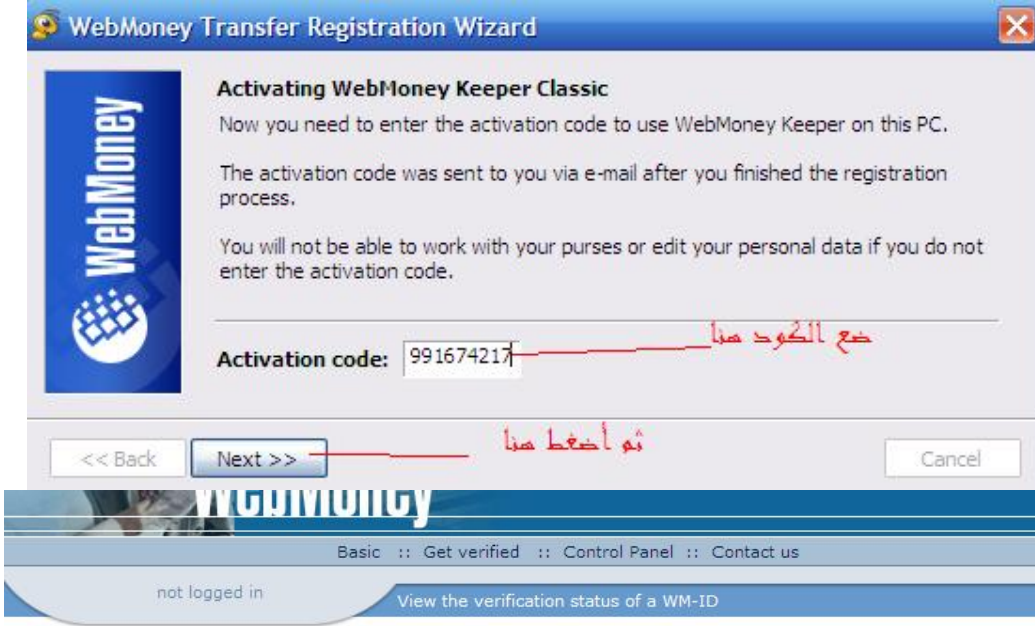 WebMoney Transfer Registration Wizard
WebMoney
Activating WebMoney Keeper Classic
Now you need to enter the activation code to use WebMoney Keeper on this PC.
The activation code was sent to you via e-mail after you finished the registration
process.
You will not be able to work with your purses or edit your personal data if you do not
enter the activation code.
ضع الكود هنا
Activation code: 991674217
ثم أضغط هنا
<< Back Next >> Cancel
WebMoney
Basic :: Get verified :: Control Panel :: Contact us
not logged in
View the verification status of a WM-ID